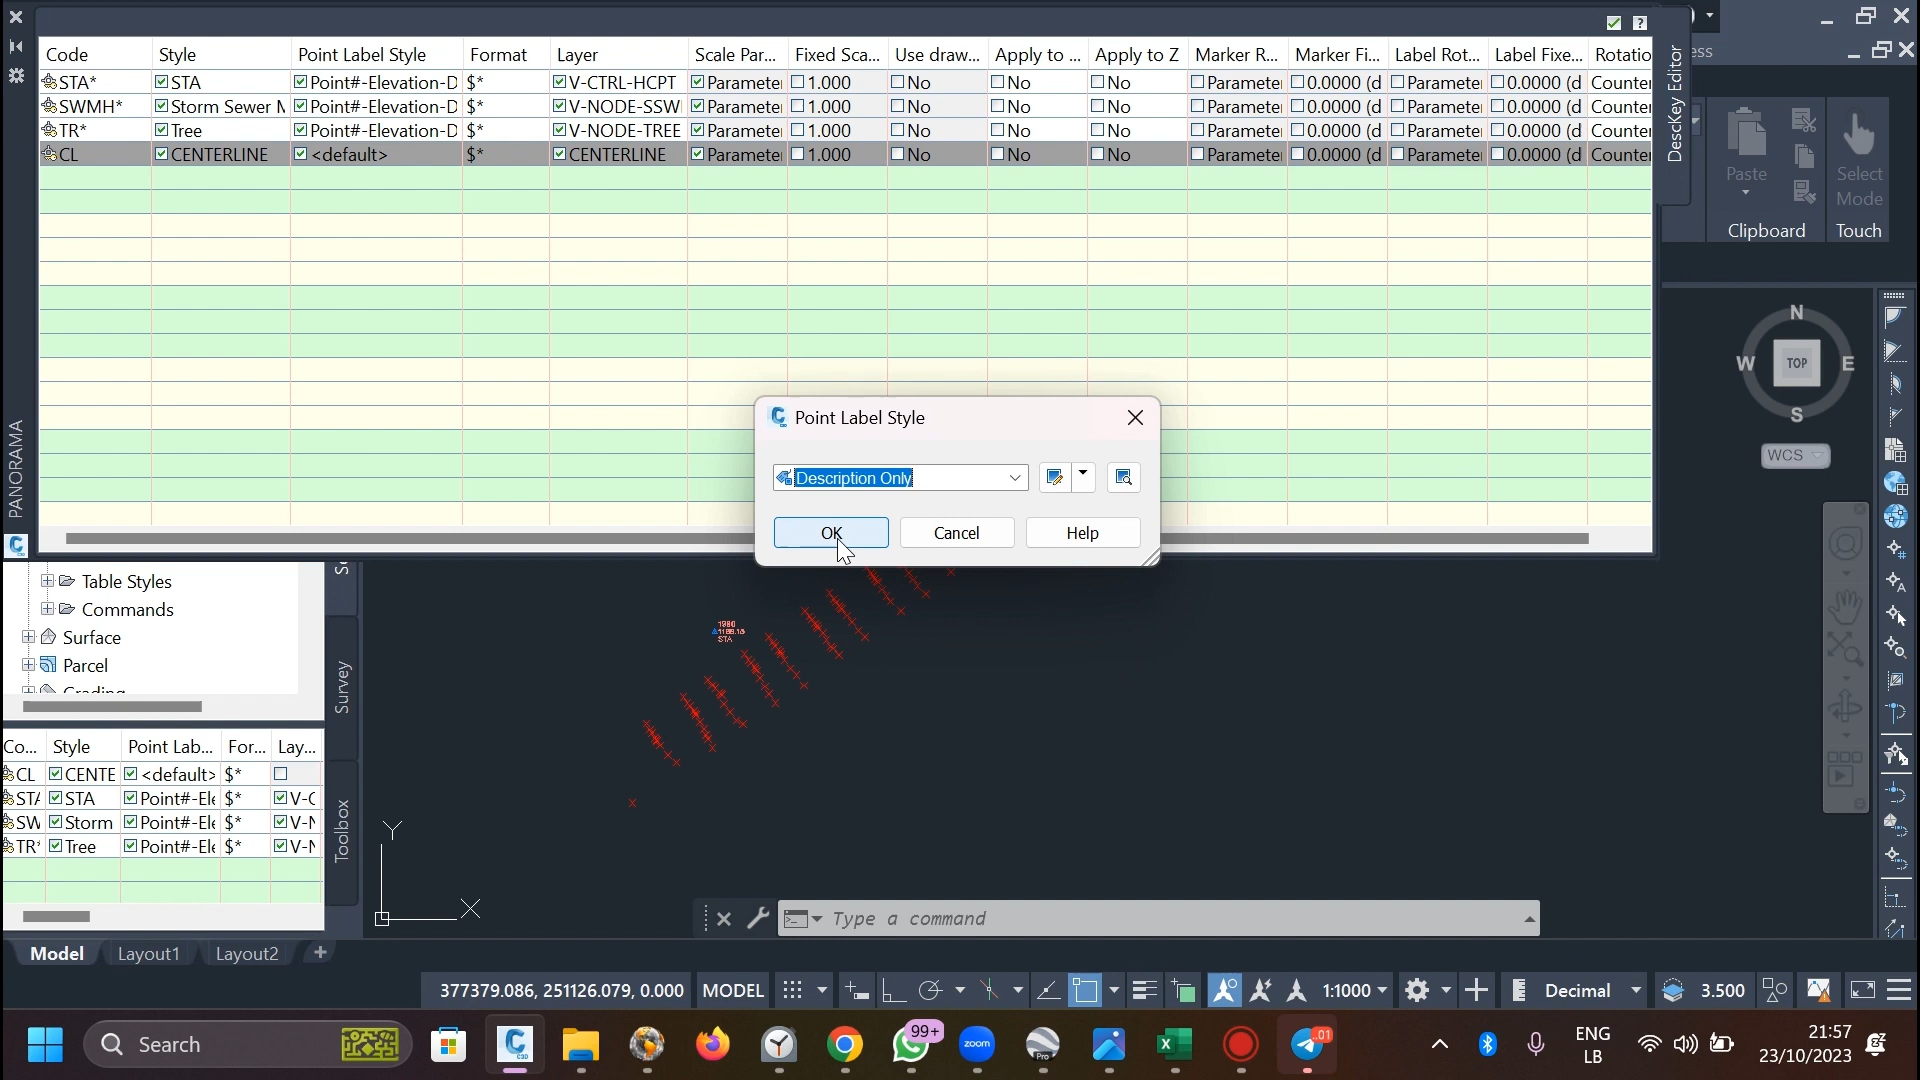 Code Style Point Label Style Format Layer Scale Par... Fixed Sca... Use draw... Apply to ... Apply to Z Marker R... Marker Fi... Label Rot... Label Fixe... Rotatio
STA* STA Point#-Elevation-D $* V-CTRL-HCPT Paramete 1.000 No No No Paramete 0.0000 (d Paramete 0.0000 (d Counte
SWMH* Storm Sewer M $* Point#-Elevation-D V-NODE-SSW Paramete 1.000 No No No Paramete 0.0000 (d Paramete 0.0000 (d Counte
TR* Tree Point#-Elevation-D $* V-NODE-TREE Paramete 1.000 No No No Paramete 0.0000 (d Paramete 0.0000 (d Counte
CL CENTERLINE <default> $* CENTERLINE Paramete 1.000 No No No Paramete 0.0000 (d Paramete 0.0000 (d Counte
DescKey Editor
PANORAMA
ess
Paste
Select
Mode
Clipboard
Touch
N
W TOP E
S
WCS
Point Label Style
Description Only
OK Cancel Help
Table Styles
Commands
Surface
Parcel
Survey
Toolbox
Co... Style Point Lab... For... Lay...
CL CENTE <default> $*
STA STA Point#-Ele $* V-C
SW Storm Point#-Ele $* V-N
TR* Tree Point#-Ele $* V-N
1980
1188.13
STA
Y
X
Type a command
Model Layout1 Layout2
377379.086, 251126.079, 0.000 MODEL 1:1000 Decimal 3.500
Search
C3D
99+
zoom
Pro
.01
ENG
LB
21:57
23/10/2023